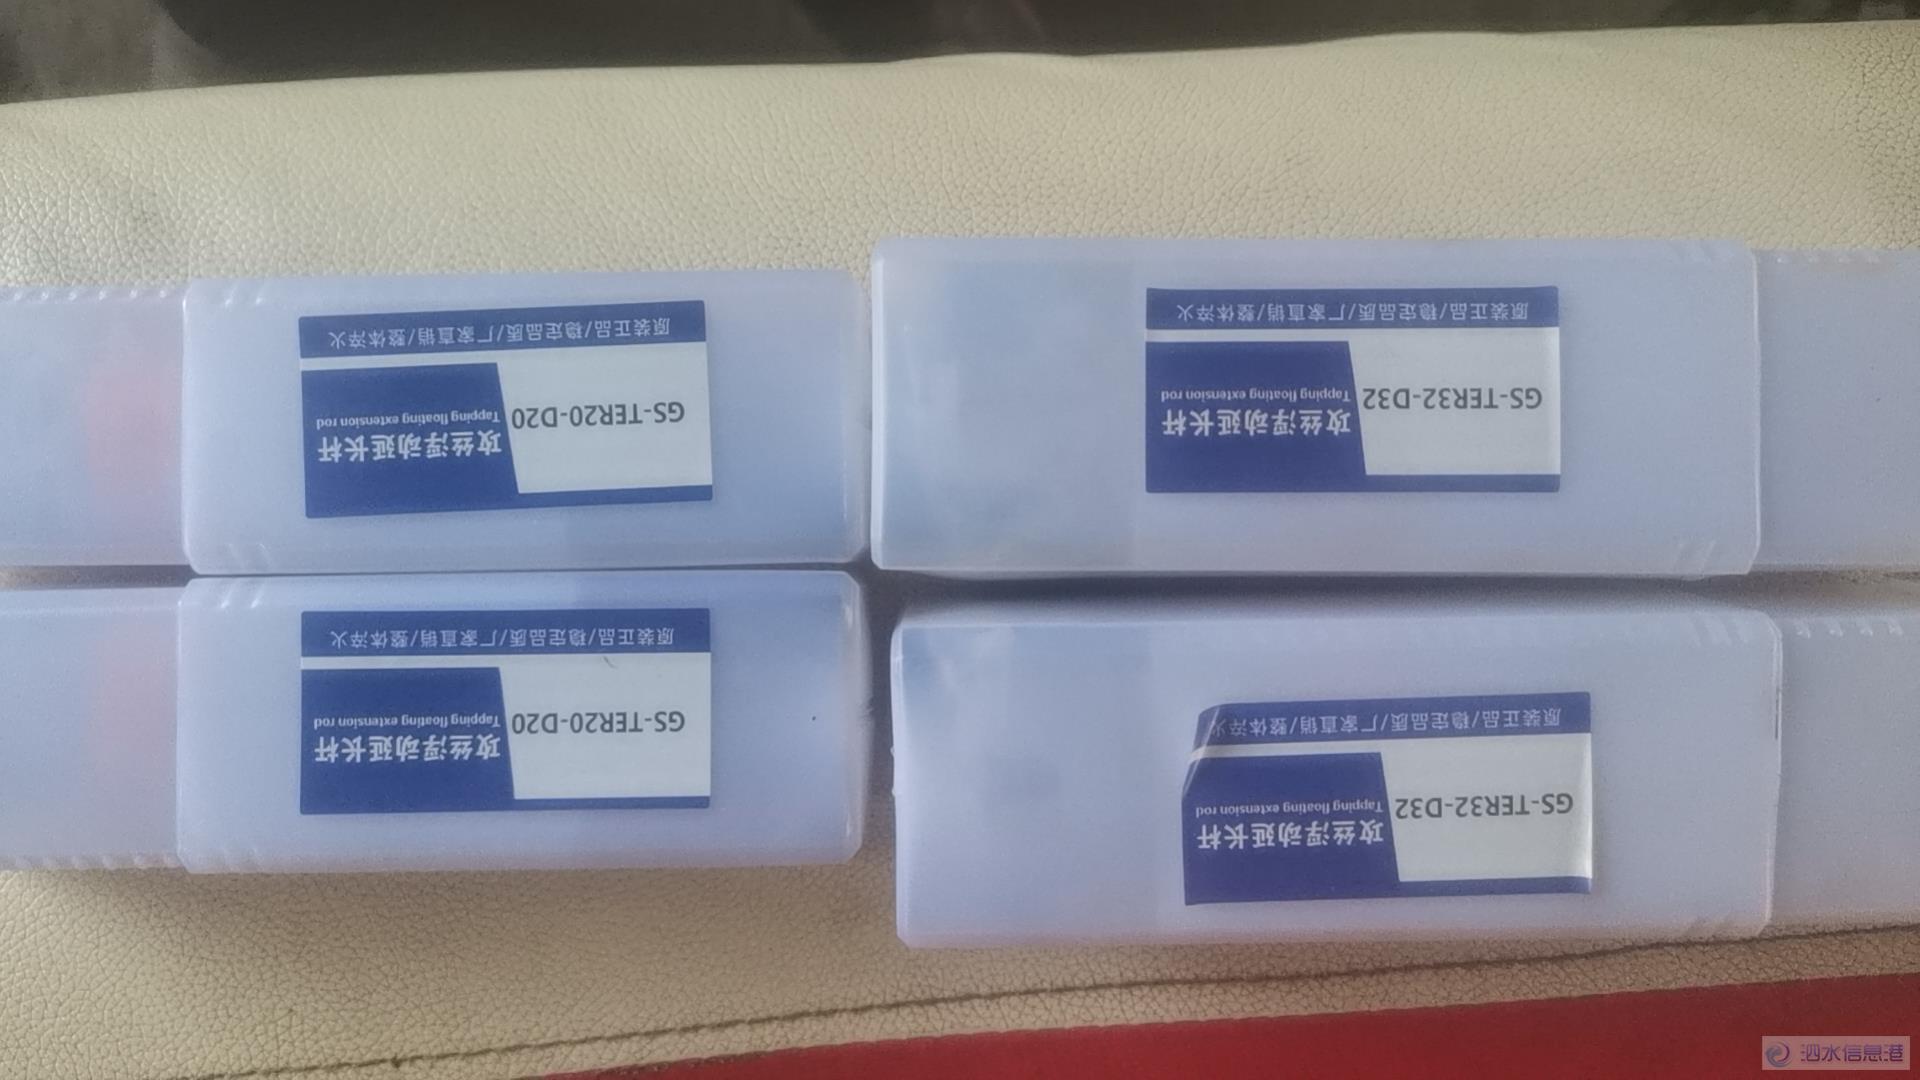 原装正品/稳定品质/厂家直销/整体淬火
GS-TER20-D20
攻丝浮动延长杆
Tapping floating extension rod
原装正品/稳定品质/厂家直销/整体淬火
GS-TER32-D32
攻丝浮动延长杆
Tapping floating extension rod
原装正品/稳定品质/厂家直销/整体淬火
GS-TER20-D20
攻丝浮动延长杆
Tapping floating extension rod
原装正品/稳定品质/厂家直销/整体淬火
GS-TER32-D32
攻丝浮动延长杆
Tapping floating extension rod
泗水信息港